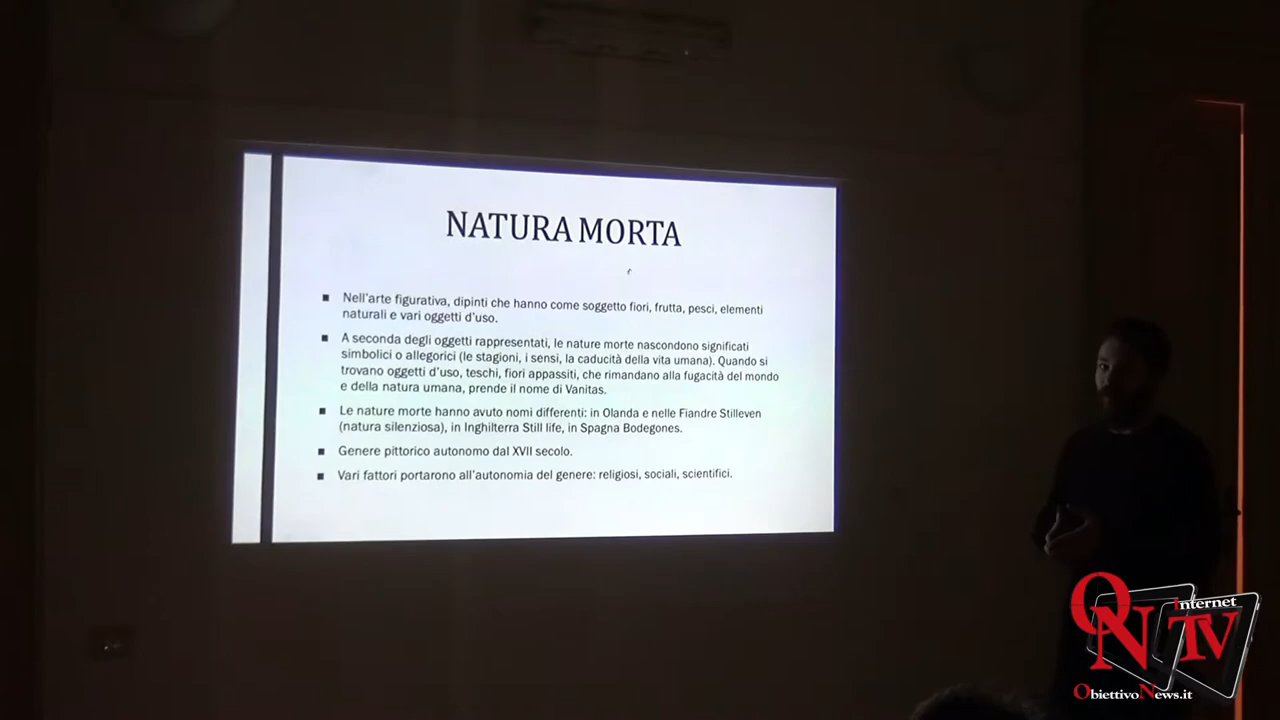 NATURA MORTA
■ Nell'arte figurativa, dipinti che hanno come soggetto fiori, frutta, pesci, elementi
naturali e vari oggetti d'uso.
■ A seconda degli oggetti rappresentati, le nature morte nascondono significati
simbolici o allegorici (le stagioni, i sensi, la caducità della vita umana). Quando si
trovano oggetti d'uso, teschi, fiori appassiti, che rimandano alla fugacità del mondo
e della natura umana, prende il nome di Vanitas.
■ Le nature morte hanno avuto nomi differenti: in Olanda e nelle Fiandre Stilleven
(natura silenziosa), in Inghilterra Still life, in Spagna Bodegones.
■ Genere pittorico autonomo dal XVII secolo.
■ Vari fattori portarono all'autonomia del genere: religiosi, sociali, scientifici.
ON
Internet
TV
ObiettivoNews.it